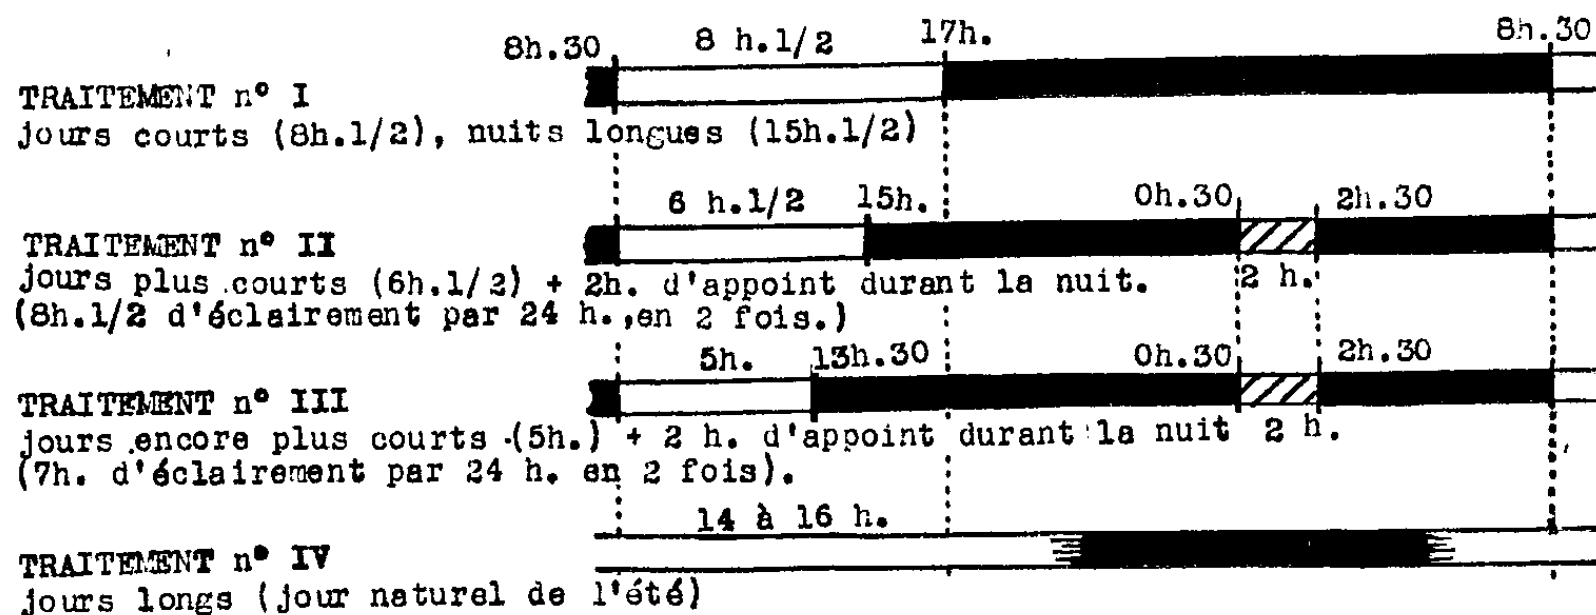 8h.30 8 h.1/2 17h. 8h.30
TRAITEMENT n° I
jours courts (8h.1/2), nuits longues (15h.1/2)
6 h.1/2 15h. 0h.30 2h.30
TRAITEMENT n° II
jours plus courts (6h.1/2) + 2h. d'appoint durant la nuit. 2 h.
(8h.1/2 d'éclairement par 24 h., en 2 fois.)
5h. 13h.30 0h.30 2h.30
TRAITEMENT n° III
jours encore plus courts (5h.) + 2 h. d'appoint durant la nuit 2 h.
(7h. d'éclairement par 24 h. en 2 fois).
14 à 16 h.
TRAITEMENT n° IV
jours longs (jour naturel de l'été)